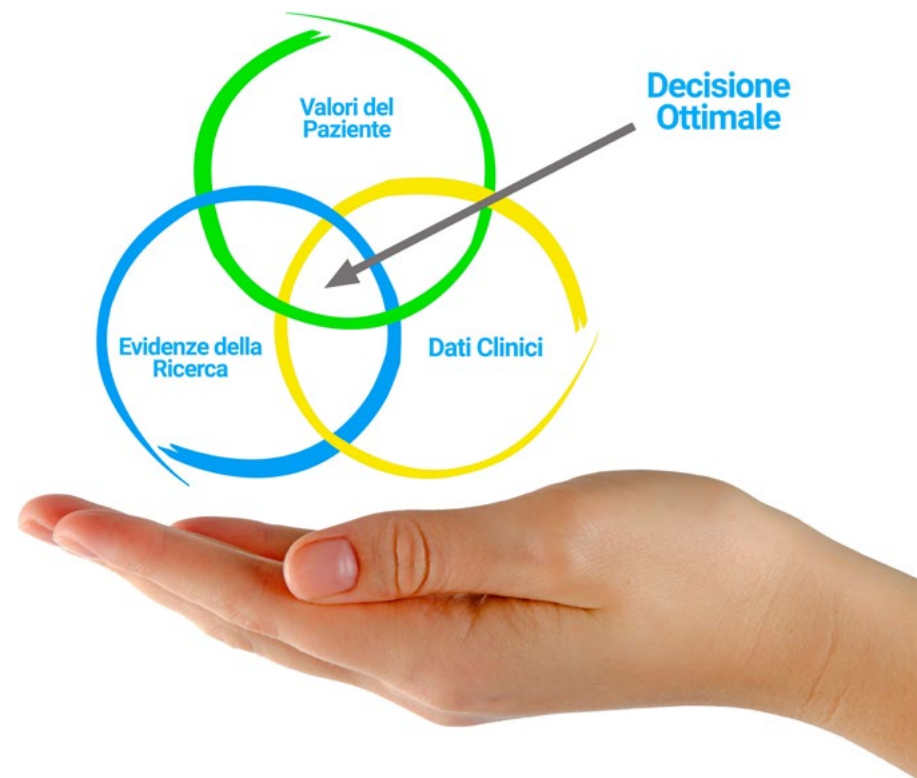 Valori del
Paziente
Decisione
Ottimale
Evidenze della
Ricerca
Dati Clinici